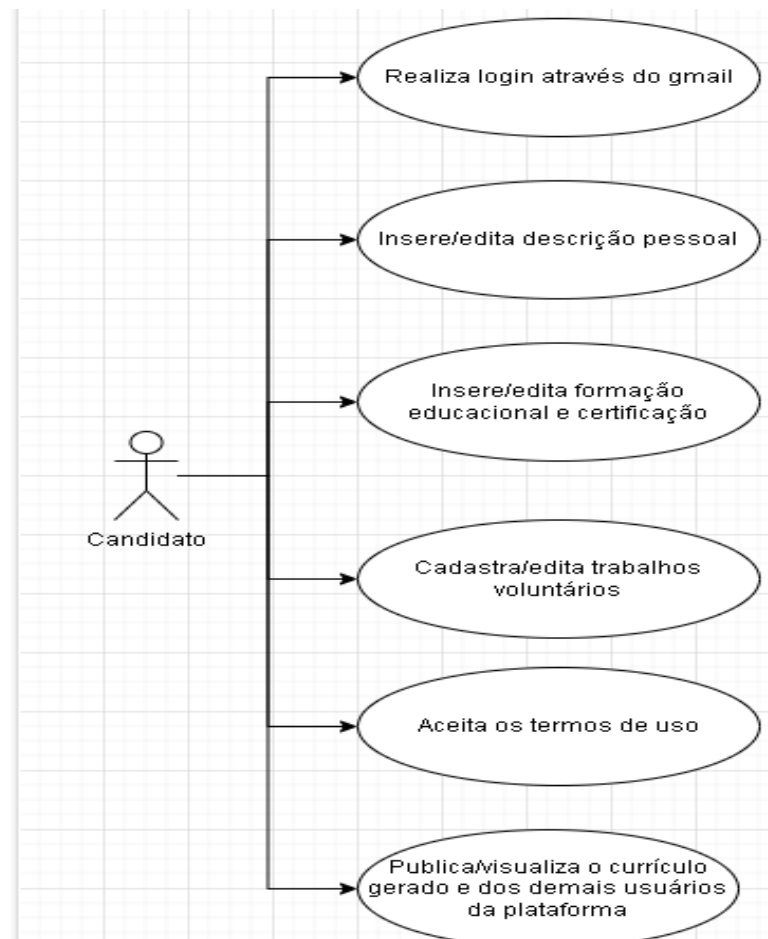 Realiza login através do gmail
Insere/edita descrição pessoal
Insere/edita formação
educacional e certificação
Candidato
Cadastra/edita trabalhos
voluntários
Aceita os termos de uso
Publica/visualiza o currículo
gerado e dos demais usuários
da plataforma